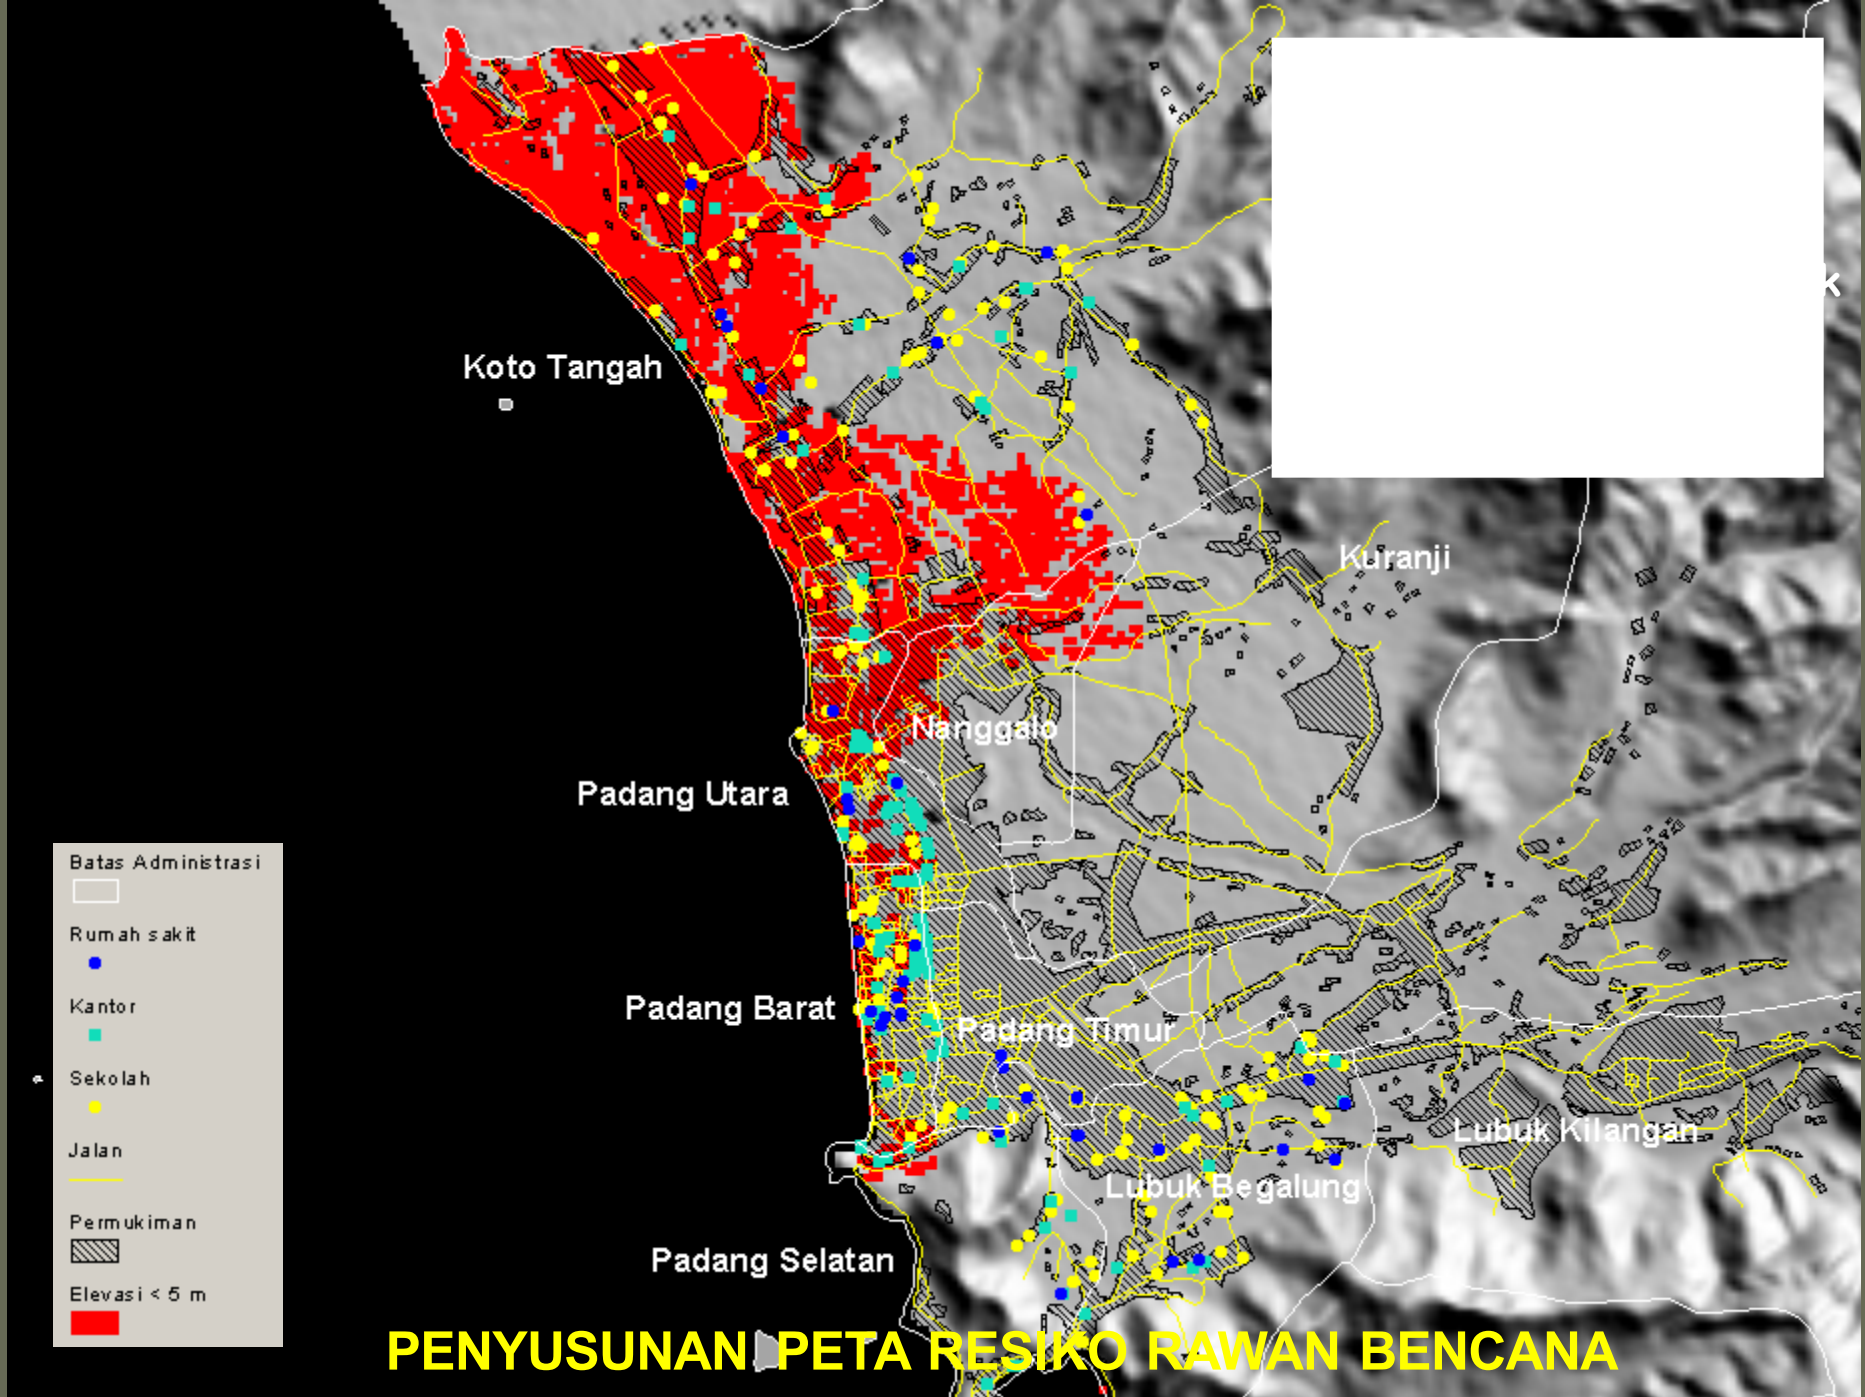 k
Koto Tangah
Kuranji
Nanggalo
Padang Utara
Padang Barat
Padang Timur
Lubuk Kilangan
Lubuk Begalung
Padang Selatan
Batas Administrasi
Rumah sakit
Kantor
Sekolah
Jalan
Permukiman
Elevasi < 5 m
PENYUSUNAN PETA RESIKO RAWAN BENCANA